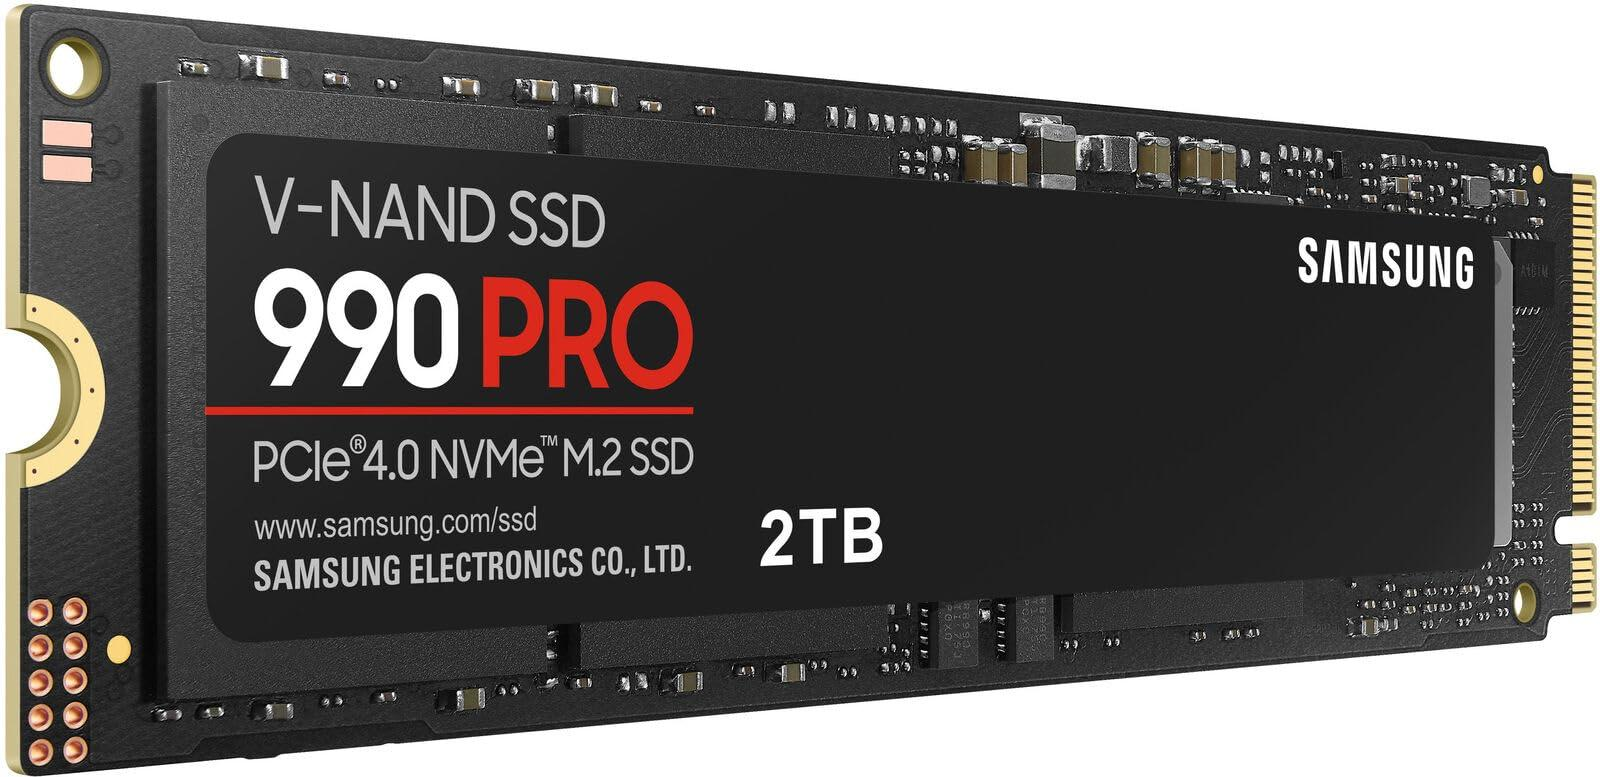 V-NAND SSD
990 PRO
PCIe®4.0 NVMe™ M.2 SSD
www.samsung.com/ssd
SAMSUNG ELECTRONICS CO., LTD.
2TB
SAMSUNG